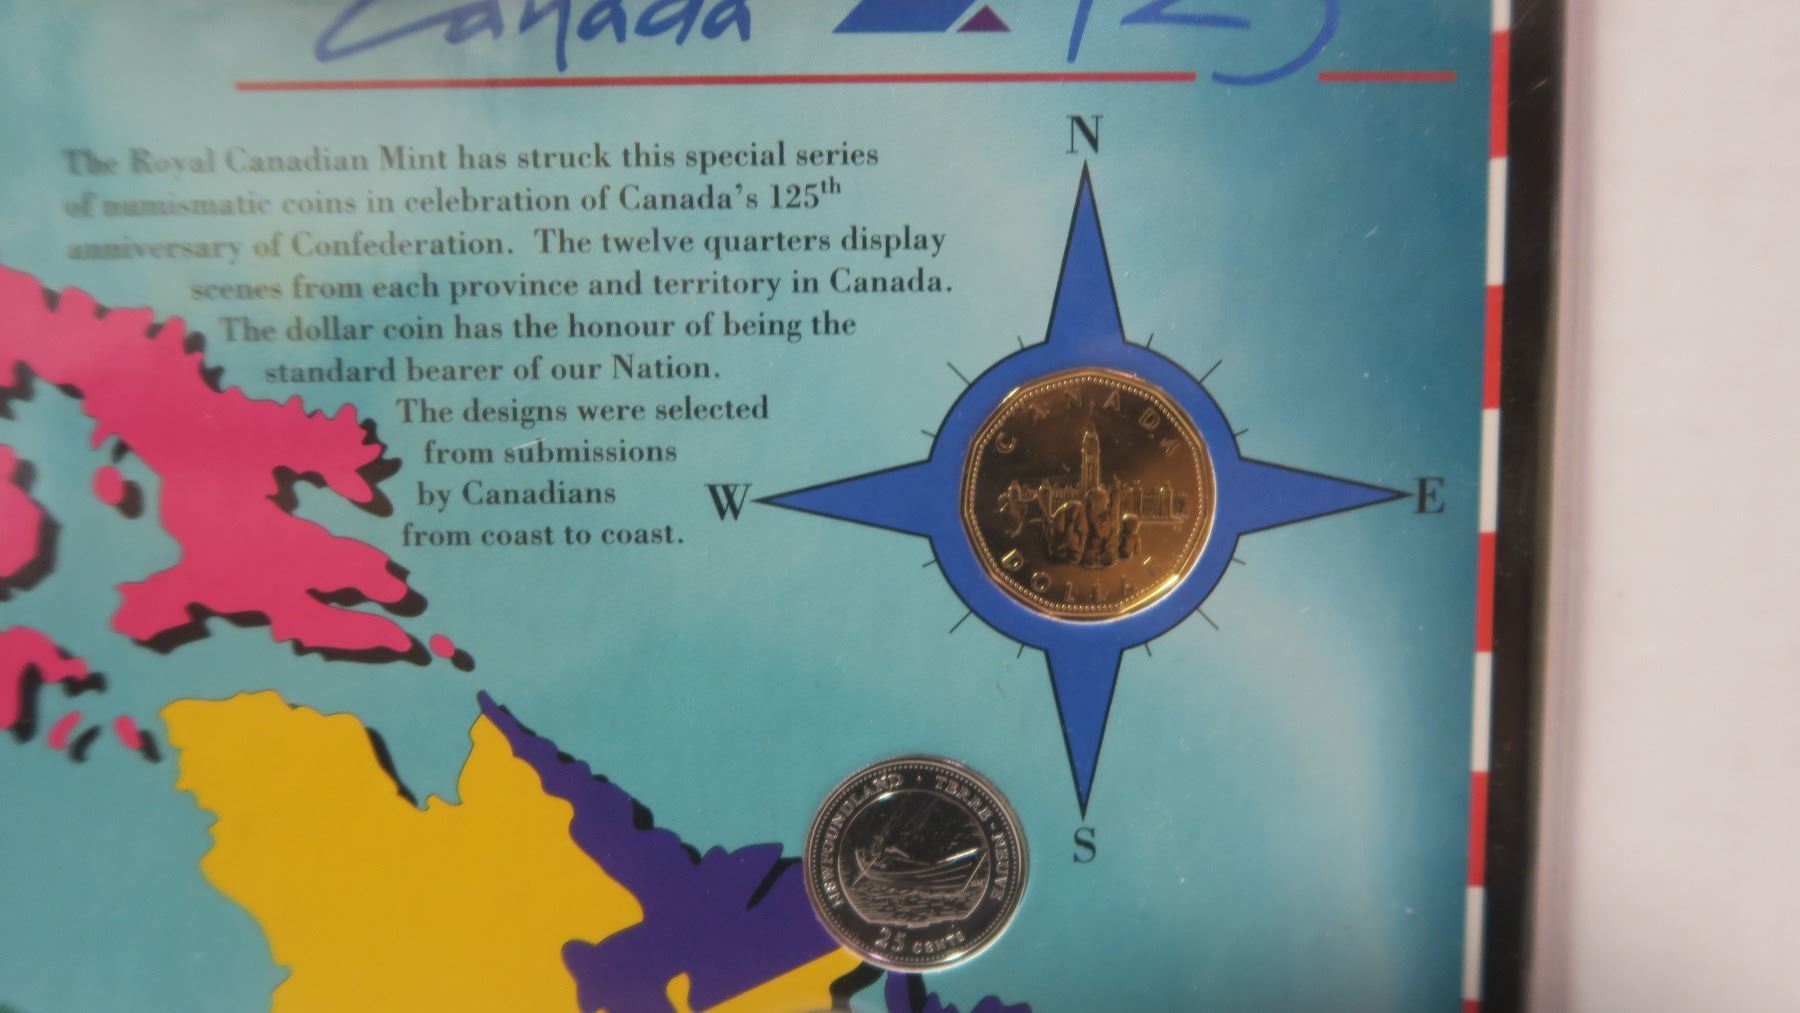 Canada 125
The Royal Canadian Mint has struck this special series
of numismatic coins in celebration of Canada's 125th
anniversary of Confederation. The twelve quarters display
scenes from each province and territory in Canada.
The dollar coin has the honour of being the
standard bearer of our Nation.
The designs were selected
from submissions
by Canadians
from coast to coast.
N
W
E
S
CANADA
DOLLAR
NEWFOUNDLAND · TERRE-NEUVE
25 CENTS